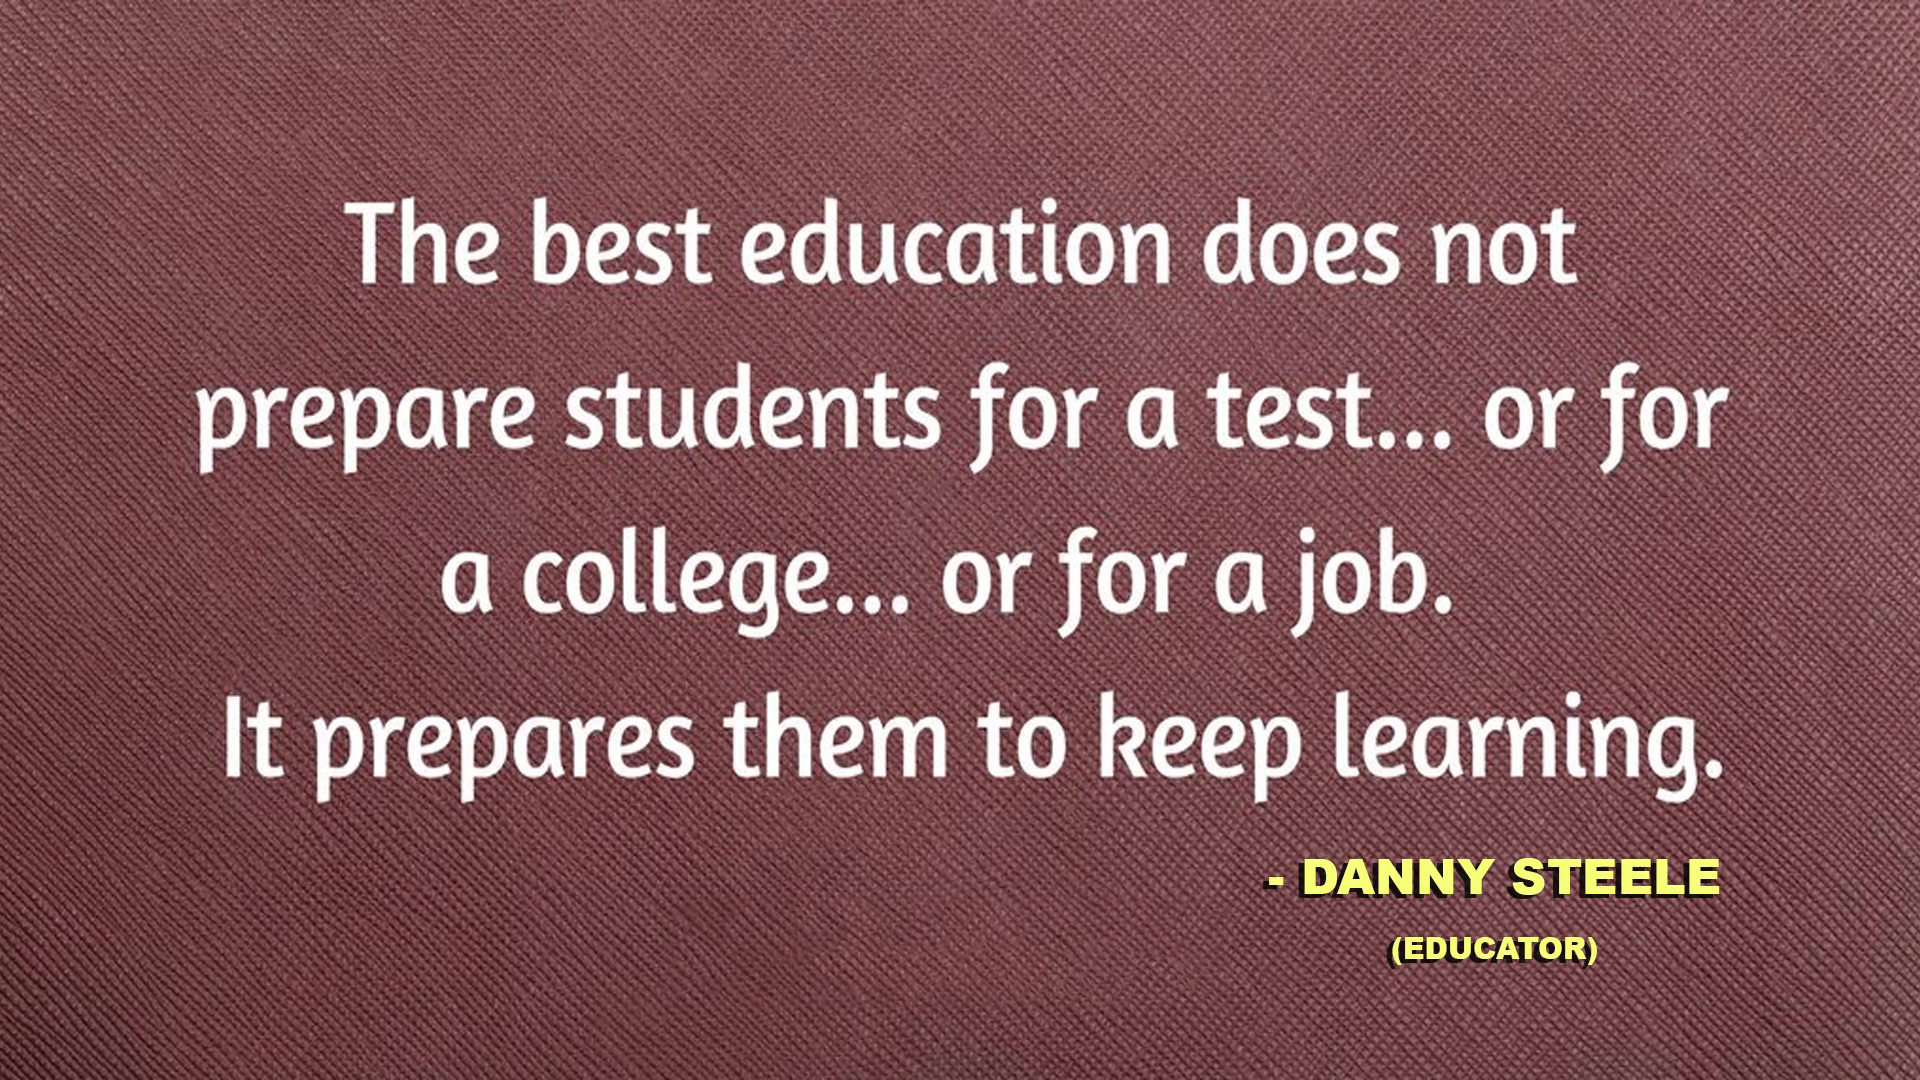 The best education does not
prepare students for a test... or for
a college... or for a job.
It prepares them to keep learning.
- DANNY STEELE
(EDUCATOR)